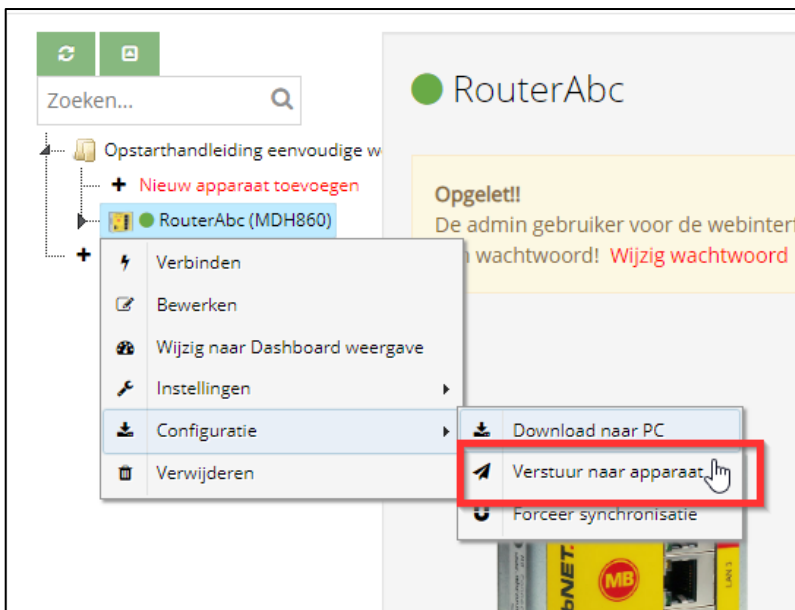 Zoeken...
Opstarthandleiding eenvoudige w
Nieuw apparaat toevoegen
RouterAbc (MDH860)
Verbinden
Bewerken
Wijzig naar Dashboard weergave
Instellingen
Configuratie
Verwijderen
Download naar PC
Verstuur naar apparaat
Forceer synchronisatie
RouterAbc
Opgelet!!
De admin gebruiker voor de webinterf
wachtwoord! Wijzig wachtwoord
bNET.
MB
LAN 3